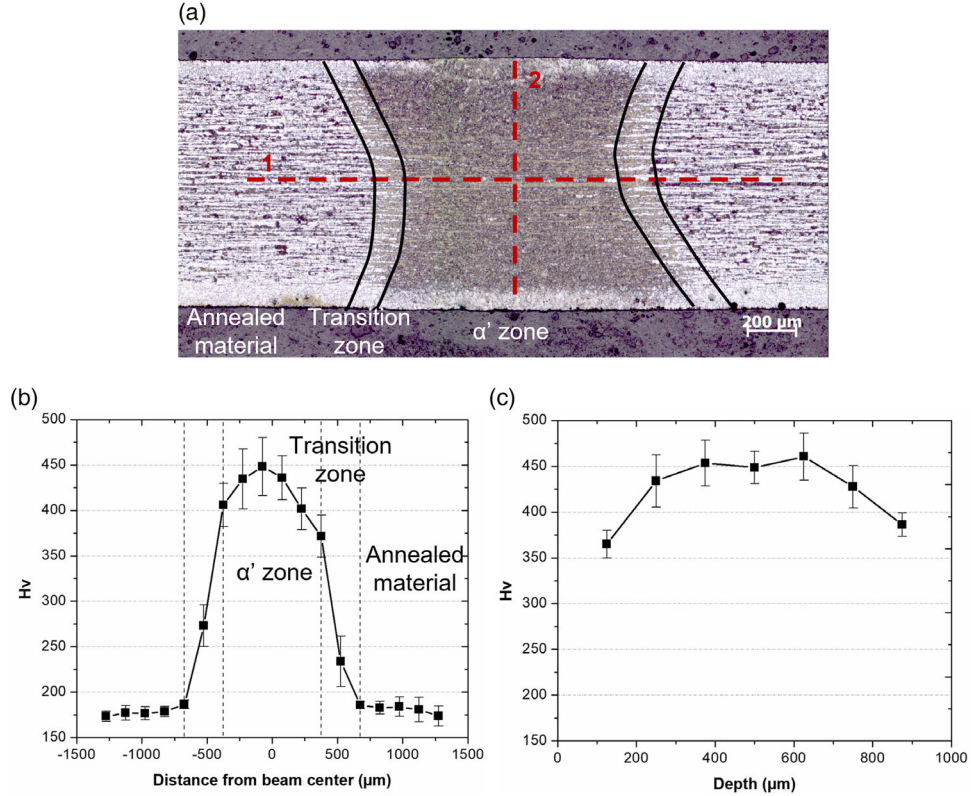 (a)
2
1
Annealed
material
Transition
zone
α’ zone
200 μm
(b)
500
450
400
350
300
250
200
150
Hv
-1500
-1000
-500
0
500
1000
1500
Distance from beam center (μm)
Transition
zone
α’ zone
Annealed
material
(c)
500
450
400
350
300
250
200
150
Hv
0
200
400
600
800
1000
Depth (μm)